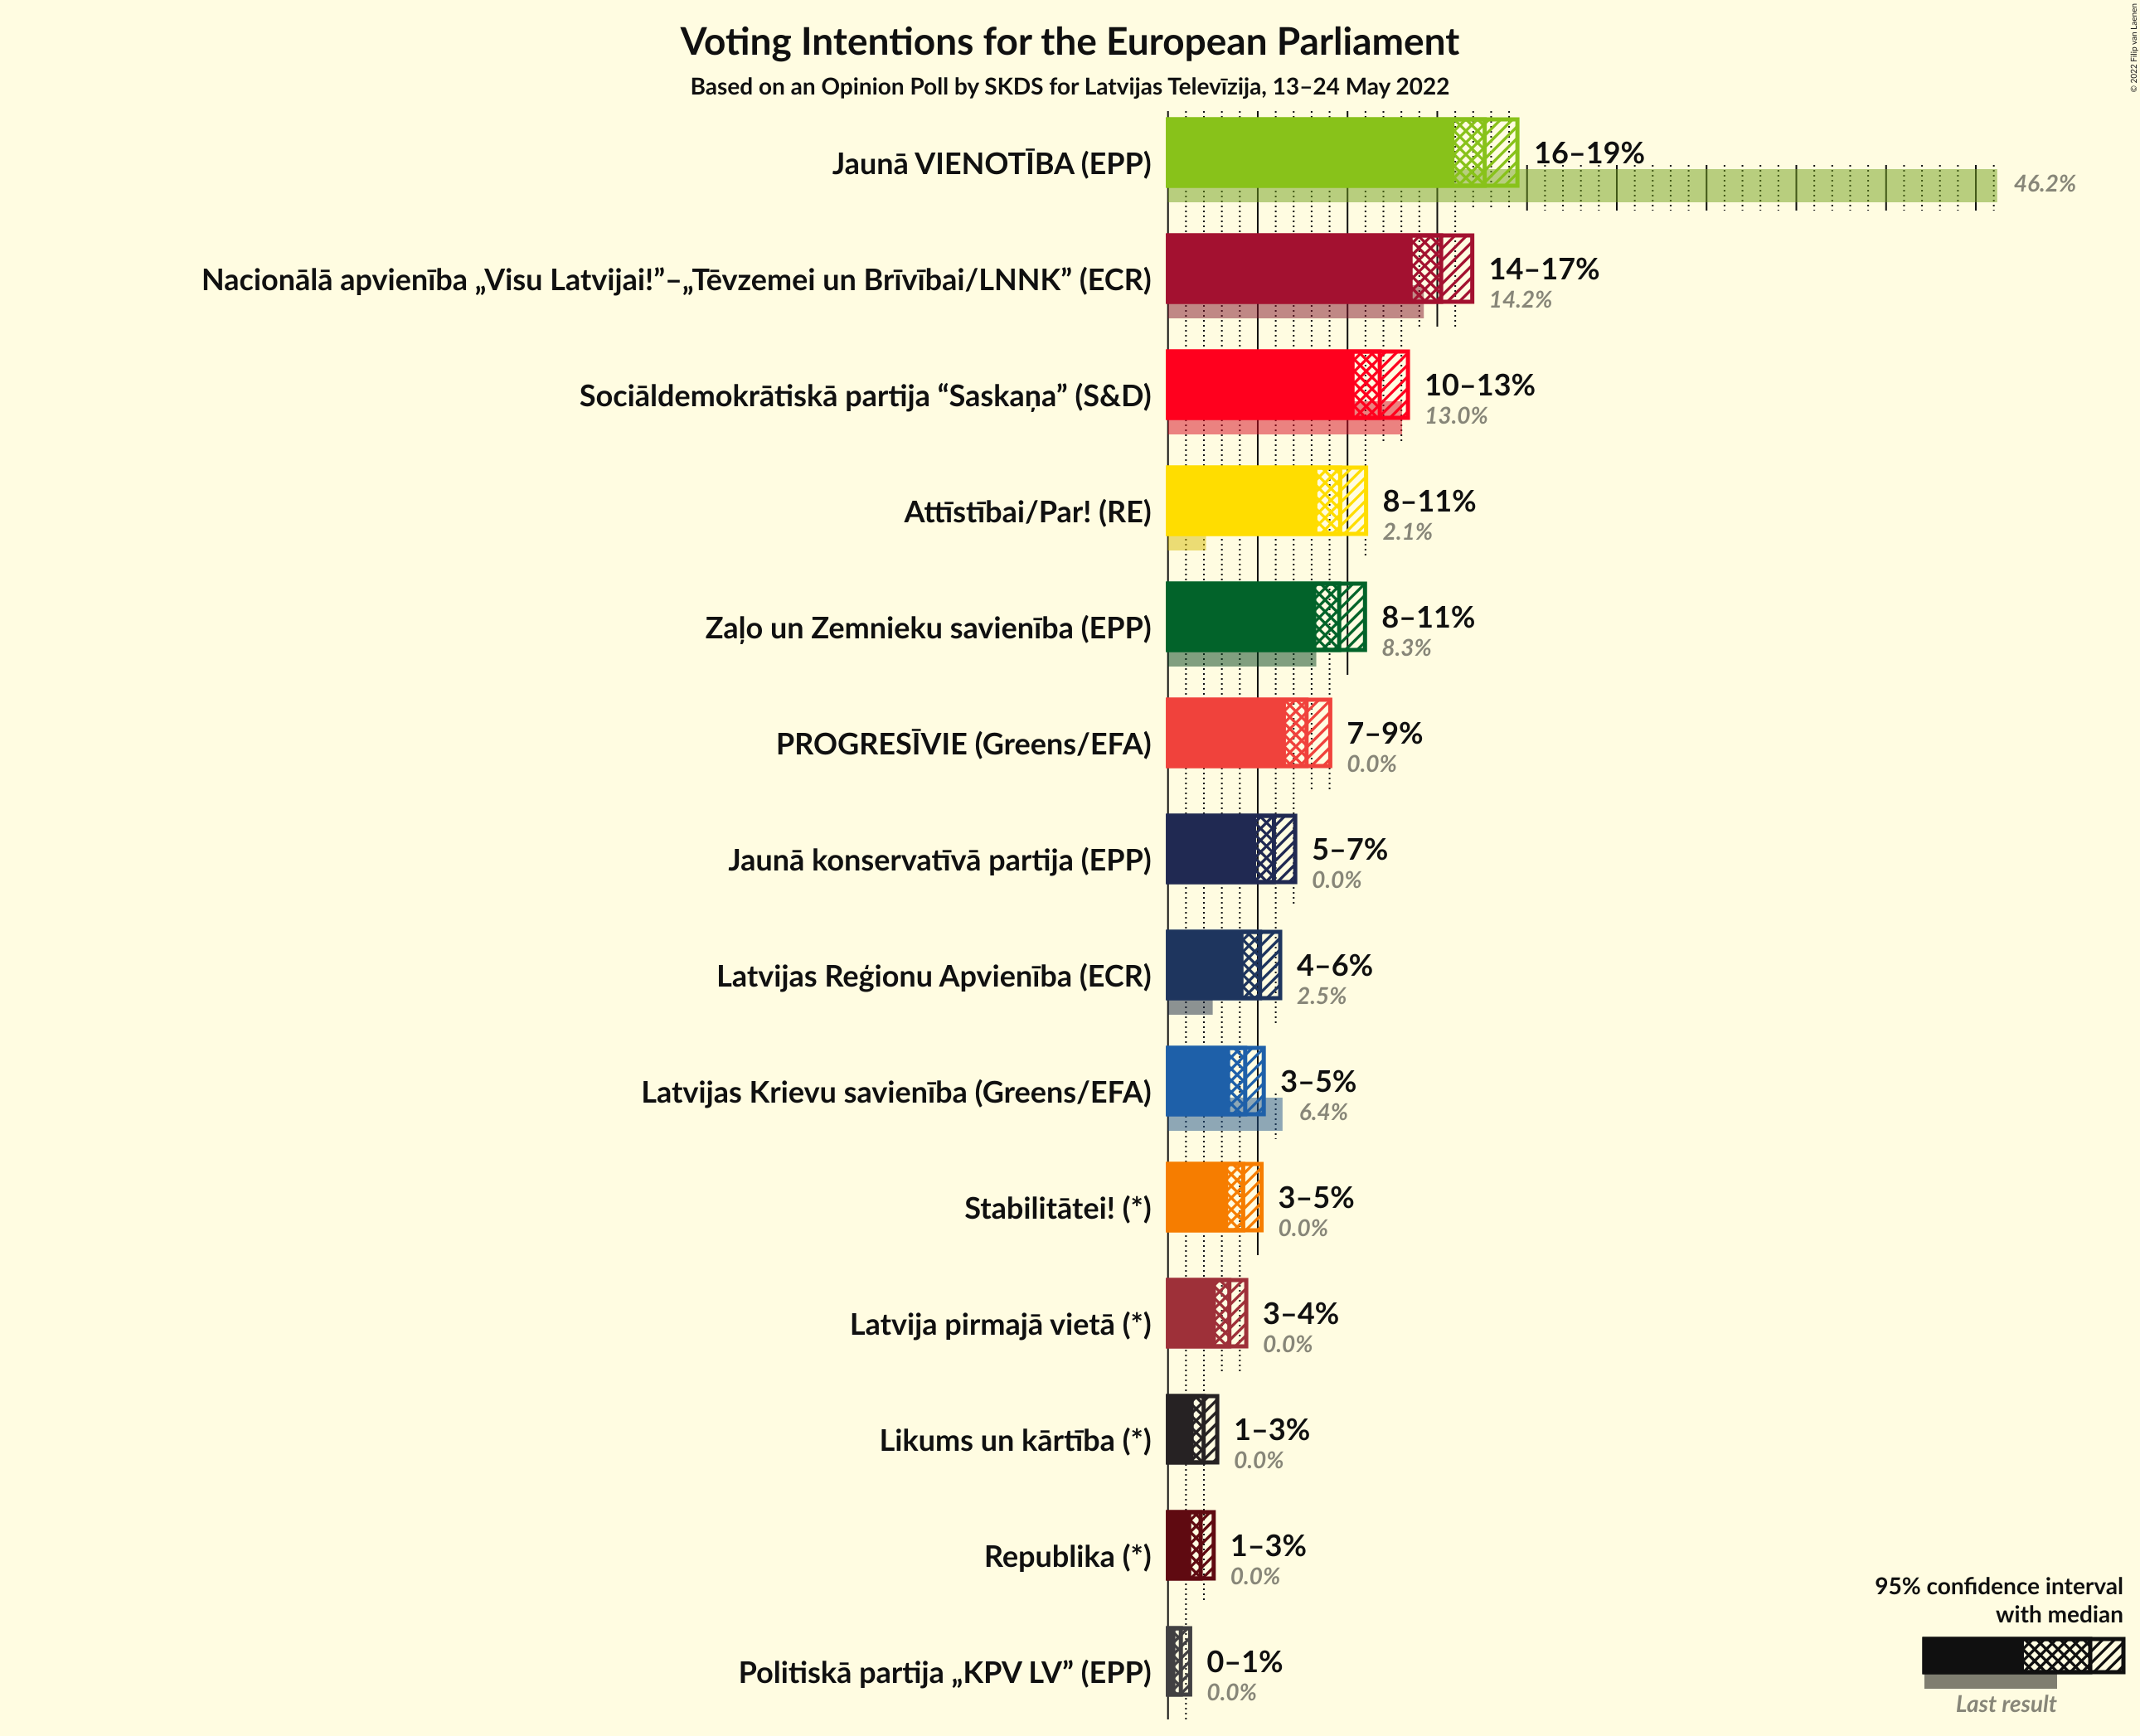 Voting Intentions for the European Parliament
Based on an Opinion Poll by SKDS for Latvijas Televīzija, 13–24 May 2022
© 2022 Filip van Laenen
Jaunā VIENOTĪBA (EPP)
16–19%
46.2%
Nacionālā apvienība „Visu Latvijai!”–„Tēvzemei un Brīvībai/LNNK” (ECR)
14–17%
14.2%
Sociāldemokrātiskā partija “Saskaņa” (S&D)
10–13%
13.0%
Attīstībai/Par! (RE)
8–11%
2.1%
Zaļo un Zemnieku savienība (EPP)
8–11%
8.3%
PROGRESĪVIE (Greens/EFA)
7–9%
0.0%
Jaunā konservatīvā partija (EPP)
5–7%
0.0%
Latvijas Reģionu Apvienība (ECR)
4–6%
2.5%
Latvijas Krievu savienība (Greens/EFA)
3–5%
6.4%
Stabilitātei! (*)
3–5%
0.0%
Latvija pirmajā vietā (*)
3–4%
0.0%
Likums un kārtība (*)
1–3%
0.0%
Republika (*)
1–3%
0.0%
Politiskā partija „KPV LV” (EPP)
0–1%
0.0%
95% confidence interval
with median
Last result